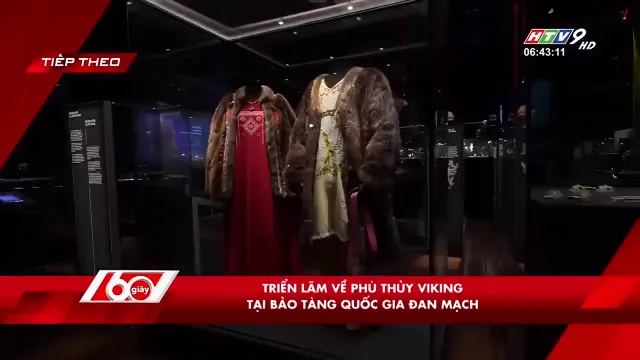 TIẾP THEO
HTV9 HD
06:43:11
60 giây
TRIỂN LÃM VỀ PHÙ THỦY VIKING
TẠI BẢO TÀNG QUỐC GIA ĐAN MẠCH